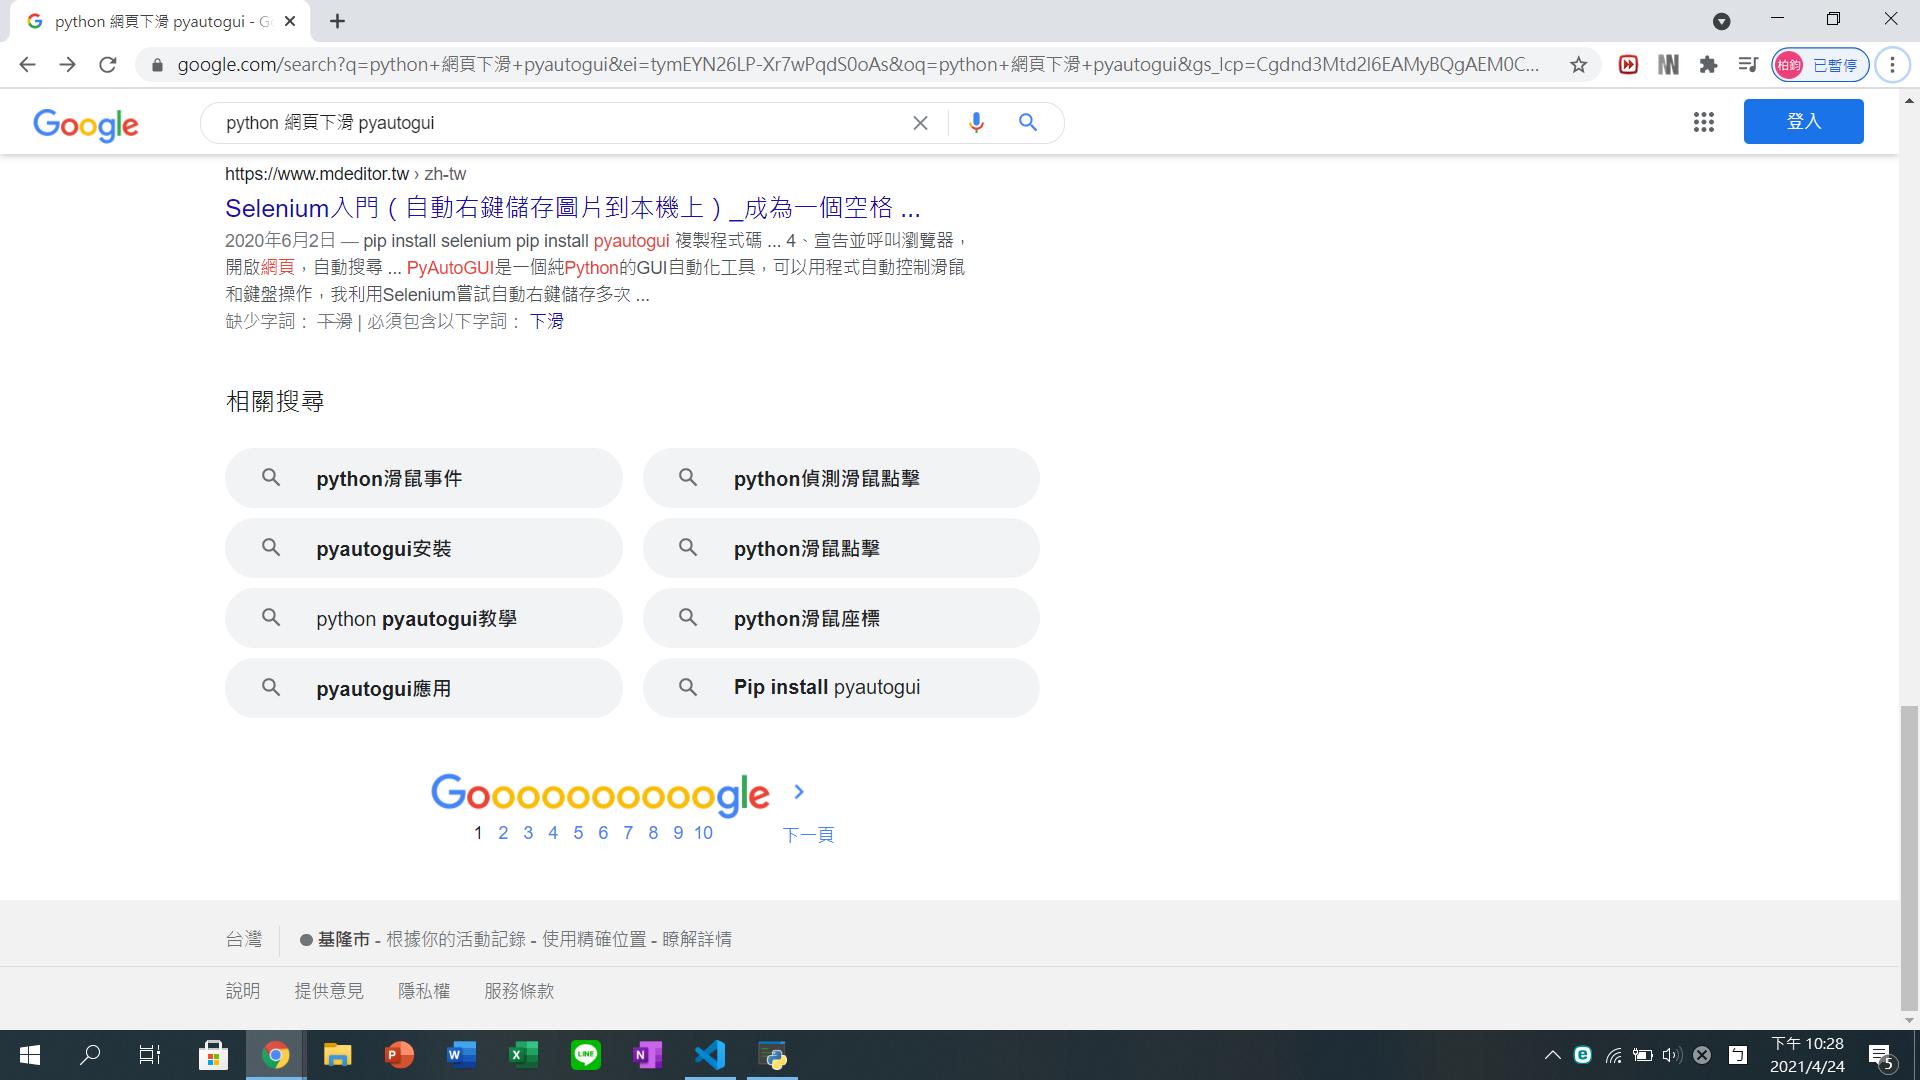 python 網頁下滑 pyautogui - Go
google.com/search?q=python+網頁下滑+pyautogui&ei=tymEYN26LP-Xr7wPqdS0oAs&oq=python+網頁下滑+pyautogui&gs_lcp=Cgdnd3Mtd2l6EAMyBQgAEM0C...
柏鈞 已暫停
Google
python 網頁下滑 pyautogui
登入
https://www.mdeditor.tw › zh-tw
Selenium入門（自動右鍵儲存圖片到本機上）_成為一個空格 ...
2020年6月2日 — pip install selenium pip install pyautogui 複製程式碼 ... 4、宣告並呼叫瀏覽器，
開啟網頁，自動搜尋 ... PyAutoGUI是一個純Python的GUI自動化工具，可以用程式自動控制滑鼠
和鍵盤操作，我利用Selenium嘗試自動右鍵儲存多次 ...
缺少字詞： 下滑 | 必須包含以下字詞： 下滑
相關搜尋
python滑鼠事件
python偵測滑鼠點擊
pyautogui安裝
python滑鼠點擊
python pyautogui教學
python滑鼠座標
pyautogui應用
Pip install pyautogui
Goooooooooogle
1 2 3 4 5 6 7 8 9 10 下一頁
台灣
基隆市 - 根據你的活動記錄 - 使用精確位置 - 瞭解詳情
說明 提供意見 隱私權 服務條款
下午 10:28
2021/4/24
5